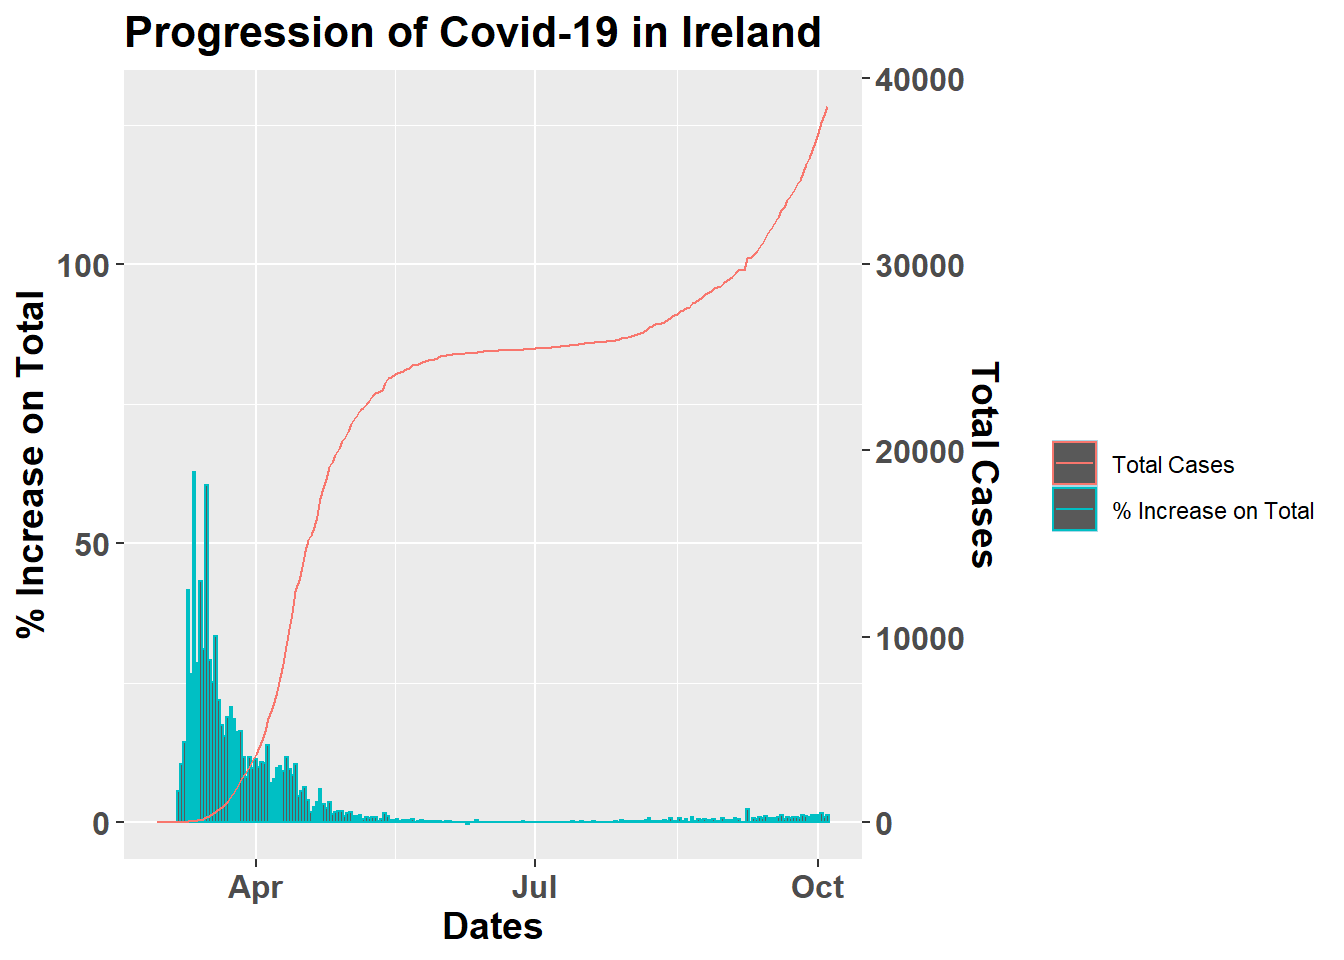 Progression of Covid-19 in Ireland
% Increase on Total
100
50
0
40000
30000
20000
10000
0
Total Cases
Apr
Jul
Oct
Dates
Total Cases
% Increase on Total